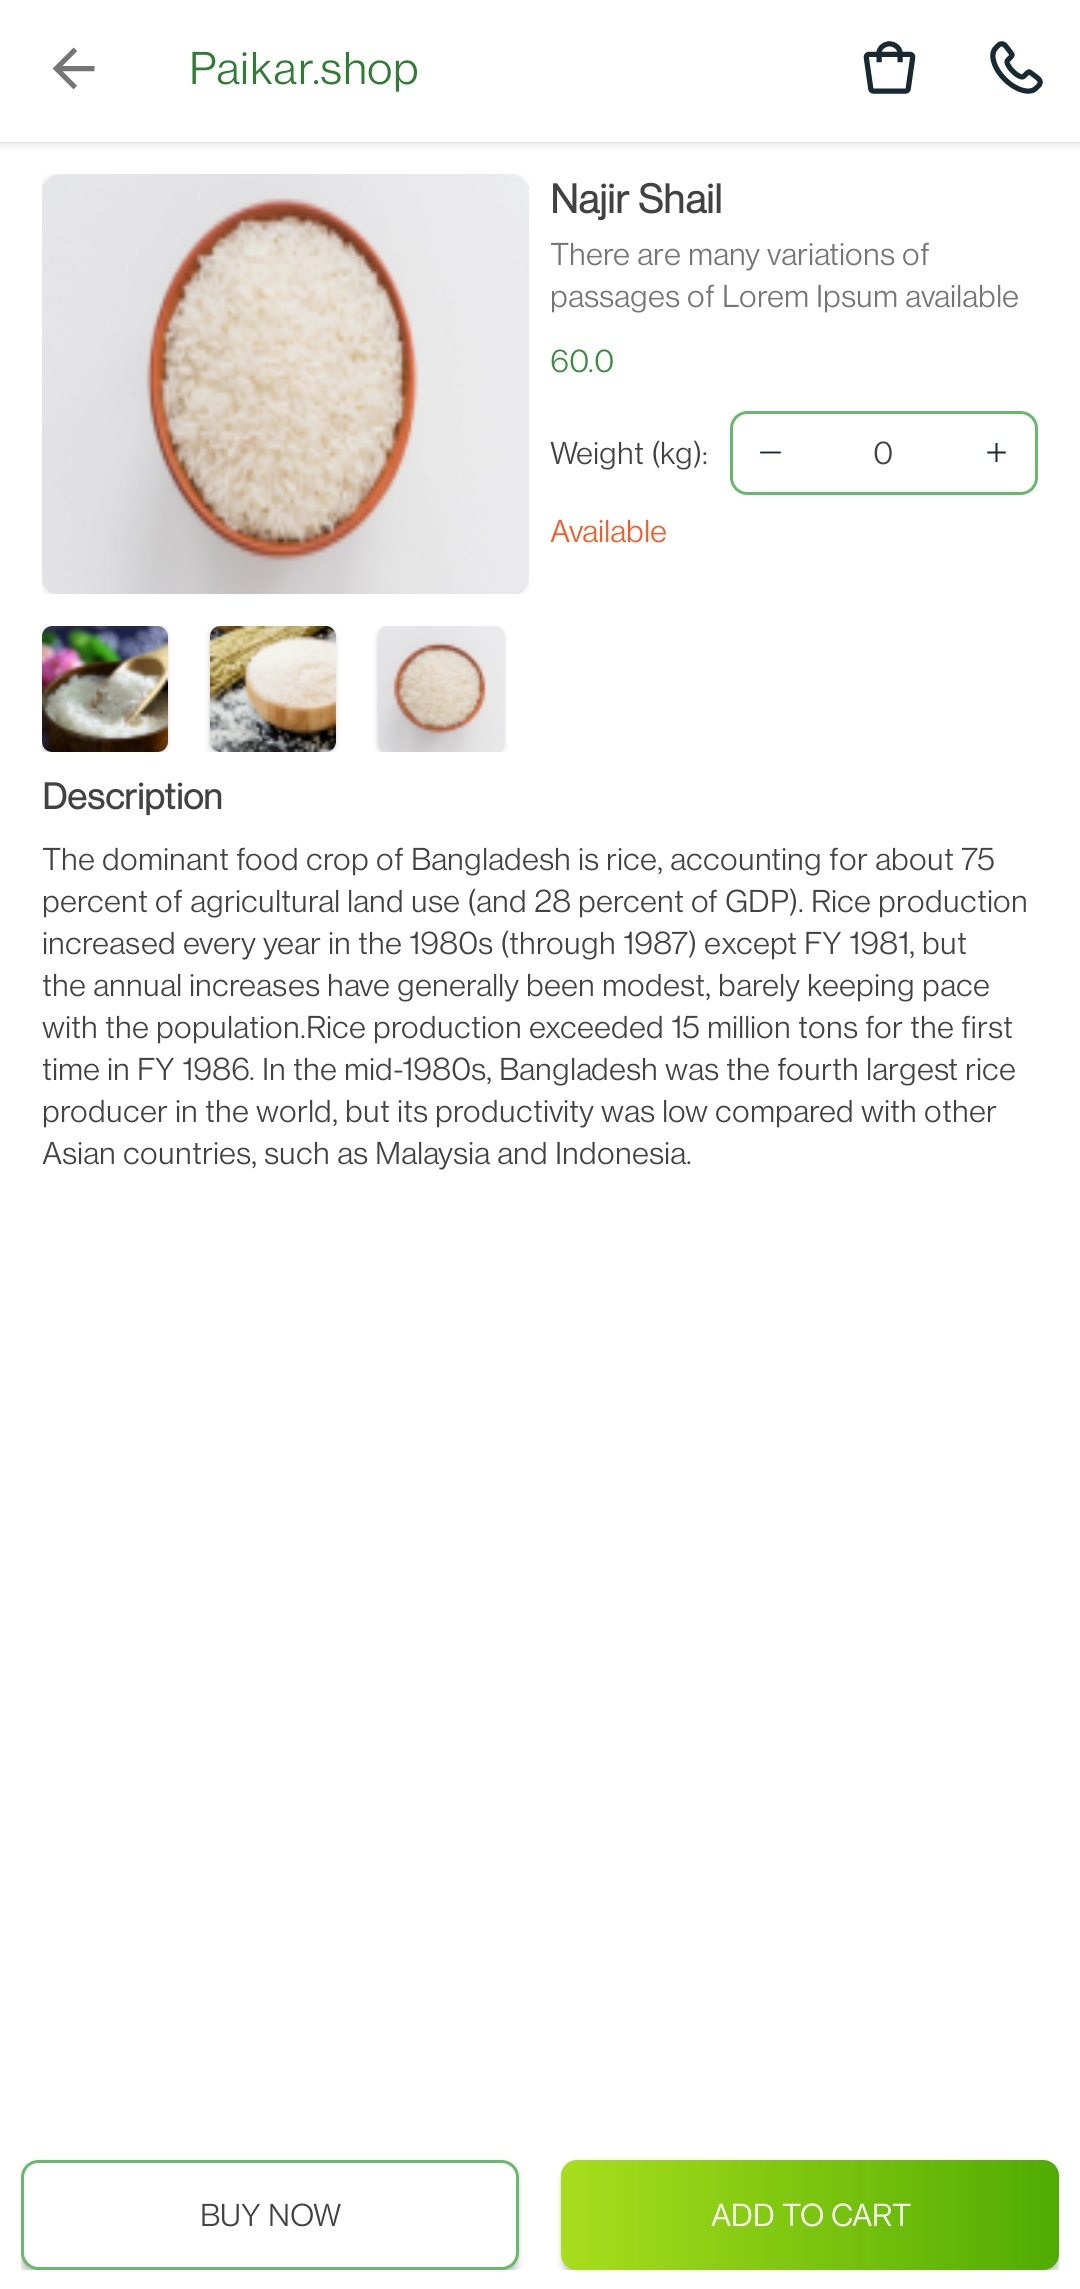 Paikar.shop
Najir Shail
There are many variations of
passages of Lorem Ipsum available
60.0
Weight (kg):
− 0 +
Available
Description
The dominant food crop of Bangladesh is rice, accounting for about 75
percent of agricultural land use (and 28 percent of GDP). Rice production
increased every year in the 1980s (through 1987) except FY 1981, but
the annual increases have generally been modest, barely keeping pace
with the population.Rice production exceeded 15 million tons for the first
time in FY 1986. In the mid-1980s, Bangladesh was the fourth largest rice
producer in the world, but its productivity was low compared with other
Asian countries, such as Malaysia and Indonesia.
BUY NOW
ADD TO CART